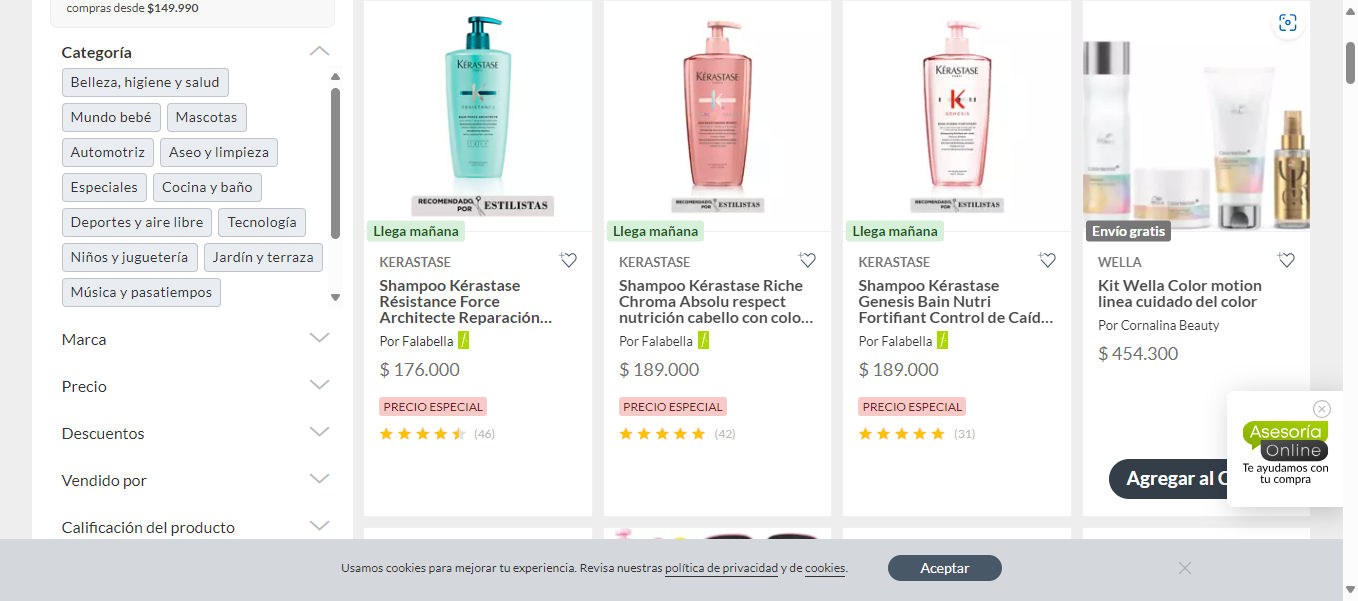 compras desde $149.990
Categoría
Belleza, higiene y salud
Mundo bebé
Mascotas
Automotriz
Aseo y limpieza
Especiales
Cocina y baño
Deportes y aire libre
Tecnología
Niños y juguetería
Jardín y terraza
Música y pasatiempos
Marca
Precio
Descuentos
Vendido por
Calificación del producto
KÉRASTASE
RECOMENDADO POR ESTILISTAS
Llega mañana
KERASTASE
Shampoo Kérastase
Résistance Force
Architecte Reparación...
Por Falabella
$ 176.000
PRECIO ESPECIAL
(46)
KÉRASTASE
RECOMENDADO POR ESTILISTAS
Llega mañana
KERASTASE
Shampoo Kérastase Riche
Chroma Absolu respect
nutrición cabello con colo...
Por Falabella
$ 189.000
PRECIO ESPECIAL
(42)
KÉRASTASE
GENESIS
RECOMENDADO POR ESTILISTAS
Llega mañana
KERASTASE
Shampoo Kérastase
Genesis Bain Nutri
Fortifiant Control de Caíd...
Por Falabella
$ 189.000
PRECIO ESPECIAL
(31)
Envío gratis
WELLA
Kit Wella Color motion
linea cuidado del color
Por Cornalina Beauty
$ 454.300
Agregar al C
Asesoría
Online
Te ayudamos con
tu compra
Usamos cookies para mejorar tu experiencia. Revisa nuestras política de privacidad y de cookies.
Aceptar